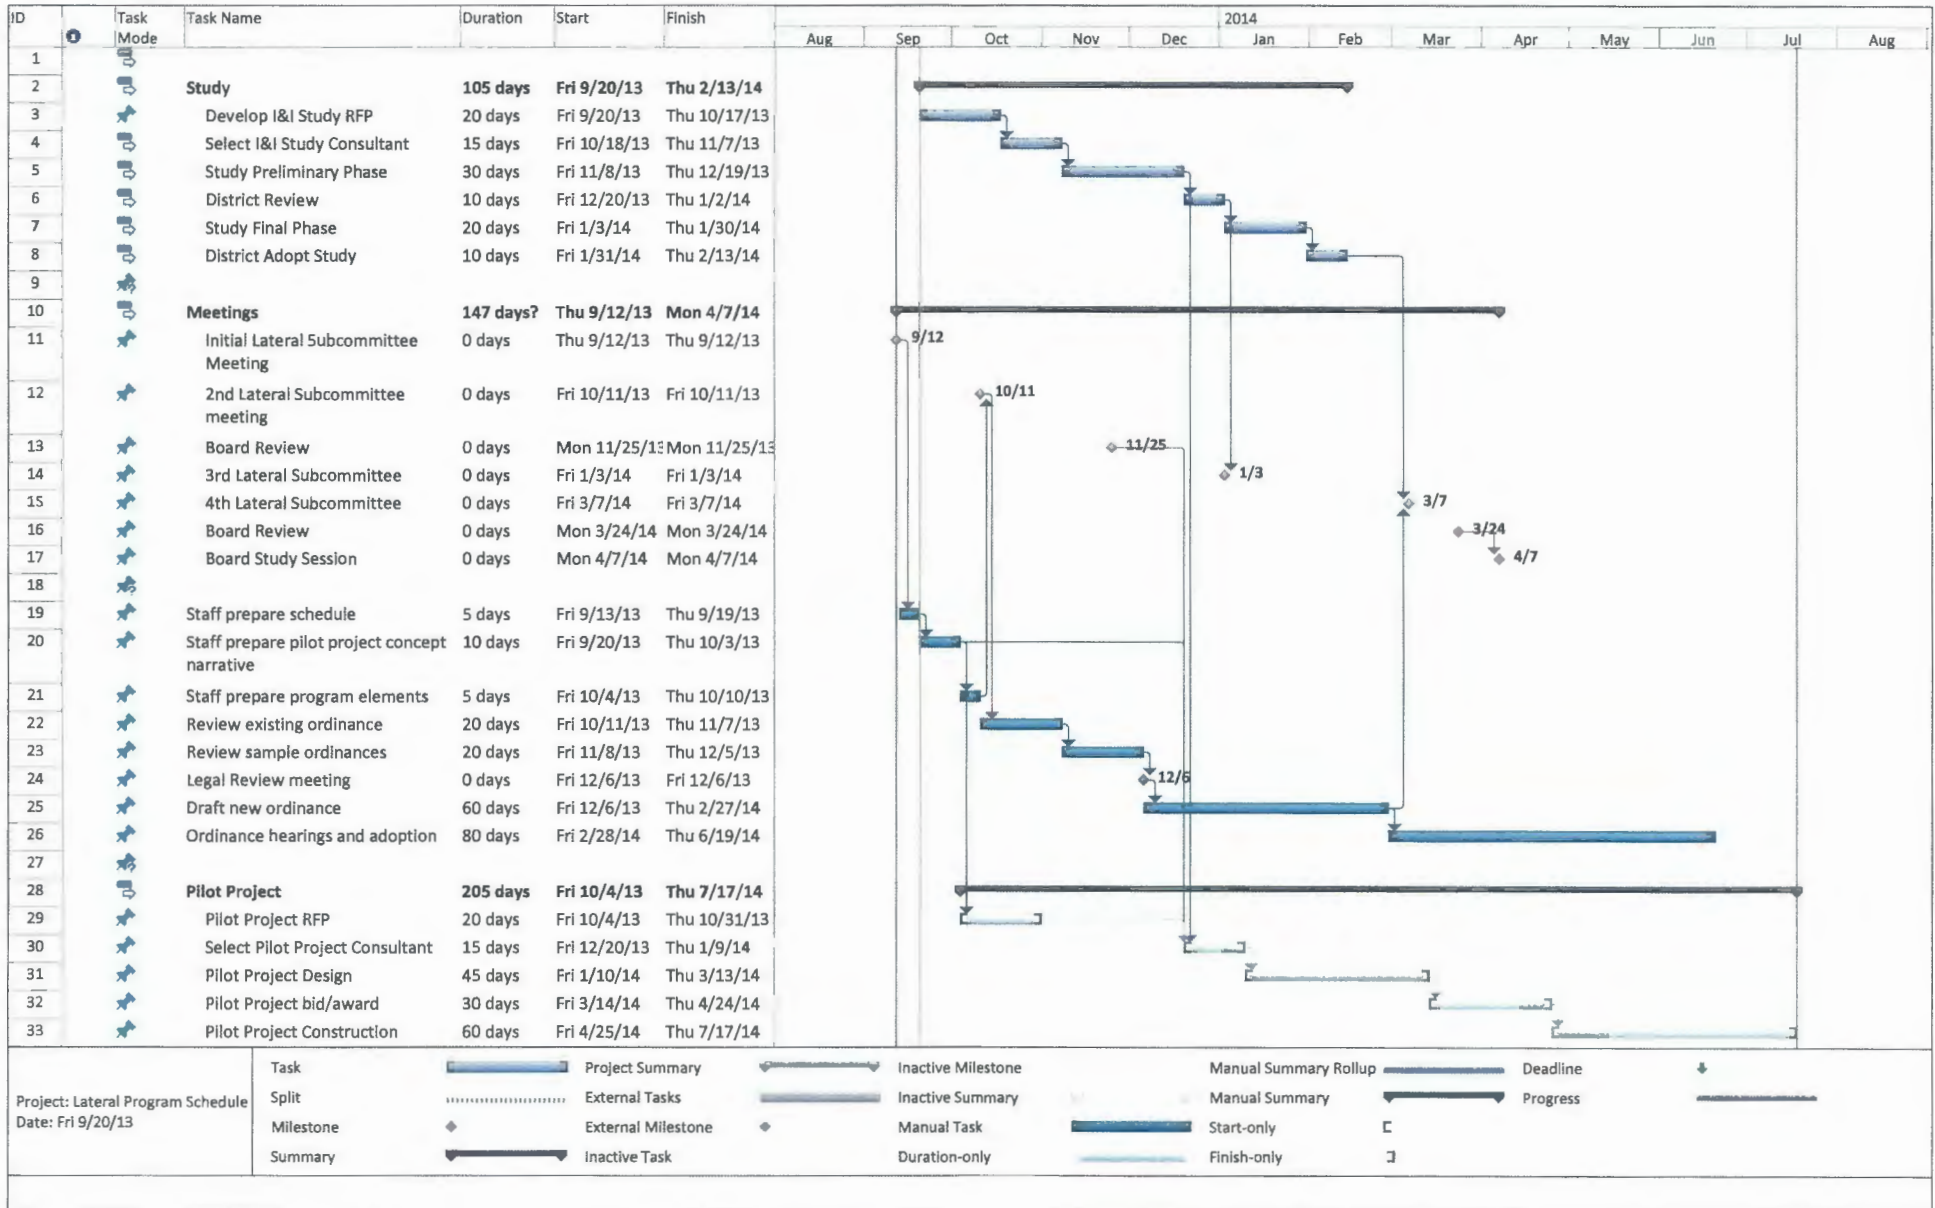 ID Task Mode Task Name Duration Start Finish
2014
Aug Sep Oct Nov Dec Jan Feb Mar Apr May Jun Jul Aug
1
2 Study 105 days Fri 9/20/13 Thu 2/13/14
3 Develop I&I Study RFP 20 days Fri 9/20/13 Thu 10/17/13
4 Select I&I Study Consultant 15 days Fri 10/18/13 Thu 11/7/13
5 Study Preliminary Phase 30 days Fri 11/8/13 Thu 12/19/13
6 District Review 10 days Fri 12/20/13 Thu 1/2/14
7 Study Final Phase 20 days Fri 1/3/14 Thu 1/30/14
8 District Adopt Study 10 days Fri 1/31/14 Thu 2/13/14
9
10 Meetings 147 days? Thu 9/12/13 Mon 4/7/14
11 Initial Lateral Subcommittee 0 days Thu 9/12/13 Thu 9/12/13 9/12
Meeting
12 2nd Lateral Subcommittee 0 days Fri 10/11/13 Fri 10/11/13 10/11
meeting
13 Board Review 0 days Mon 11/25/13 Mon 11/25/13 11/25
14 3rd Lateral Subcommittee 0 days Fri 1/3/14 Fri 1/3/14 1/3
15 4th Lateral Subcommittee 0 days Fri 3/7/14 Fri 3/7/14 3/7
16 Board Review 0 days Mon 3/24/14 Mon 3/24/14 3/24
17 Board Study Session 0 days Mon 4/7/14 Mon 4/7/14 4/7
18
19 Staff prepare schedule 5 days Fri 9/13/13 Thu 9/19/13
20 Staff prepare pilot project concept 10 days Fri 9/20/13 Thu 10/3/13
narrative
21 Staff prepare program elements 5 days Fri 10/4/13 Thu 10/10/13
22 Review existing ordinance 20 days Fri 10/11/13 Thu 11/7/13
23 Review sample ordinances 20 days Fri 11/8/13 Thu 12/5/13
24 Legal Review meeting 0 days Fri 12/6/13 Fri 12/6/13 12/6
25 Draft new ordinance 60 days Fri 12/6/13 Thu 2/27/14
26 Ordinance hearings and adoption 80 days Fri 2/28/14 Thu 6/19/14
27
28 Pilot Project 205 days Fri 10/4/13 Thu 7/17/14
29 Pilot Project RFP 20 days Fri 10/4/13 Thu 10/31/13
30 Select Pilot Project Consultant 15 days Fri 12/20/13 Thu 1/9/14
31 Pilot Project Design 45 days Fri 1/10/14 Thu 3/13/14
32 Pilot Project bid/award 30 days Fri 3/14/14 Thu 4/24/14
33 Pilot Project Construction 60 days Fri 4/25/14 Thu 7/17/14
Project: Lateral Program Schedule
Date: Fri 9/20/13
Task Project Summary Inactive Milestone Manual Summary Rollup Deadline
Split External Tasks Inactive Summary Manual Summary Progress
Milestone External Milestone Manual Task Start-only
Summary Inactive Task Duration-only Finish-only